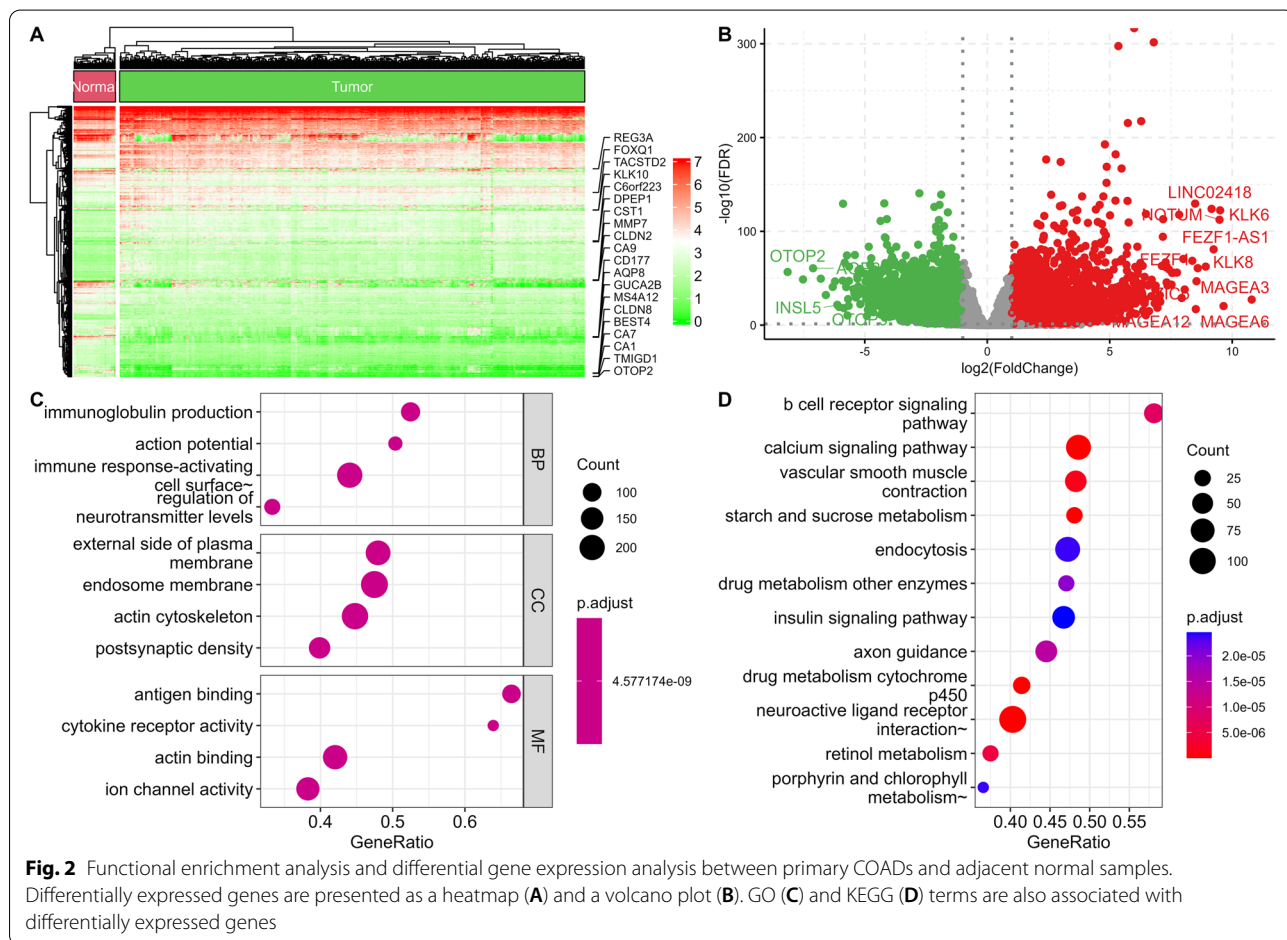 A
Normal
Tumor
REG3A
FOXQ1
TACSTD2
KLK10
C6orf223
DPEP1
CST1
MMP7
CLDN2
CA9
CD177
AQP8
GUCA2B
MS4A12
CLDN8
BEST4
CA7
CA1
TMIGD1
OTOP2
7
6
5
4
3
2
1
0
B
300
200
100
0
-log10(FDR)
LINC02418
NOTUM
KLK6
FEZF1-AS1
FEZF1
KLK8
MAGEA3
MAGEA12
MAGEA6
OTOP2
INSL5
OTOP3
-5
0
5
10
log2(FoldChange)
C
immunoglobulin production
action potential
immune response-activating
cell surface~
regulation of
neurotransmitter levels
BP
external side of plasma
membrane
endosome membrane
actin cytoskeleton
postsynaptic density
CC
antigen binding
cytokine receptor activity
actin binding
ion channel activity
MF
0.4
0.5
0.6
GeneRatio
Count
100
150
200
p.adjust
4.577174e-09
D
b cell receptor signaling
pathway
calcium signaling pathway
vascular smooth muscle
contraction
starch and sucrose metabolism
endocytosis
drug metabolism other enzymes
insulin signaling pathway
axon guidance
drug metabolism cytochrome
p450
neuroactive ligand receptor
interaction~
retinol metabolism
porphyrin and chlorophyll
metabolism~
0.40
0.45
0.50
0.55
GeneRatio
Count
25
50
75
100
p.adjust
2.0e-05
1.5e-05
1.0e-05
5.0e-06
Fig. 2 Functional enrichment analysis and differential gene expression analysis between primary COADs and adjacent normal samples.
Differentially expressed genes are presented as a heatmap (A) and a volcano plot (B). GO (C) and KEGG (D) terms are also associated with
differentially expressed genes